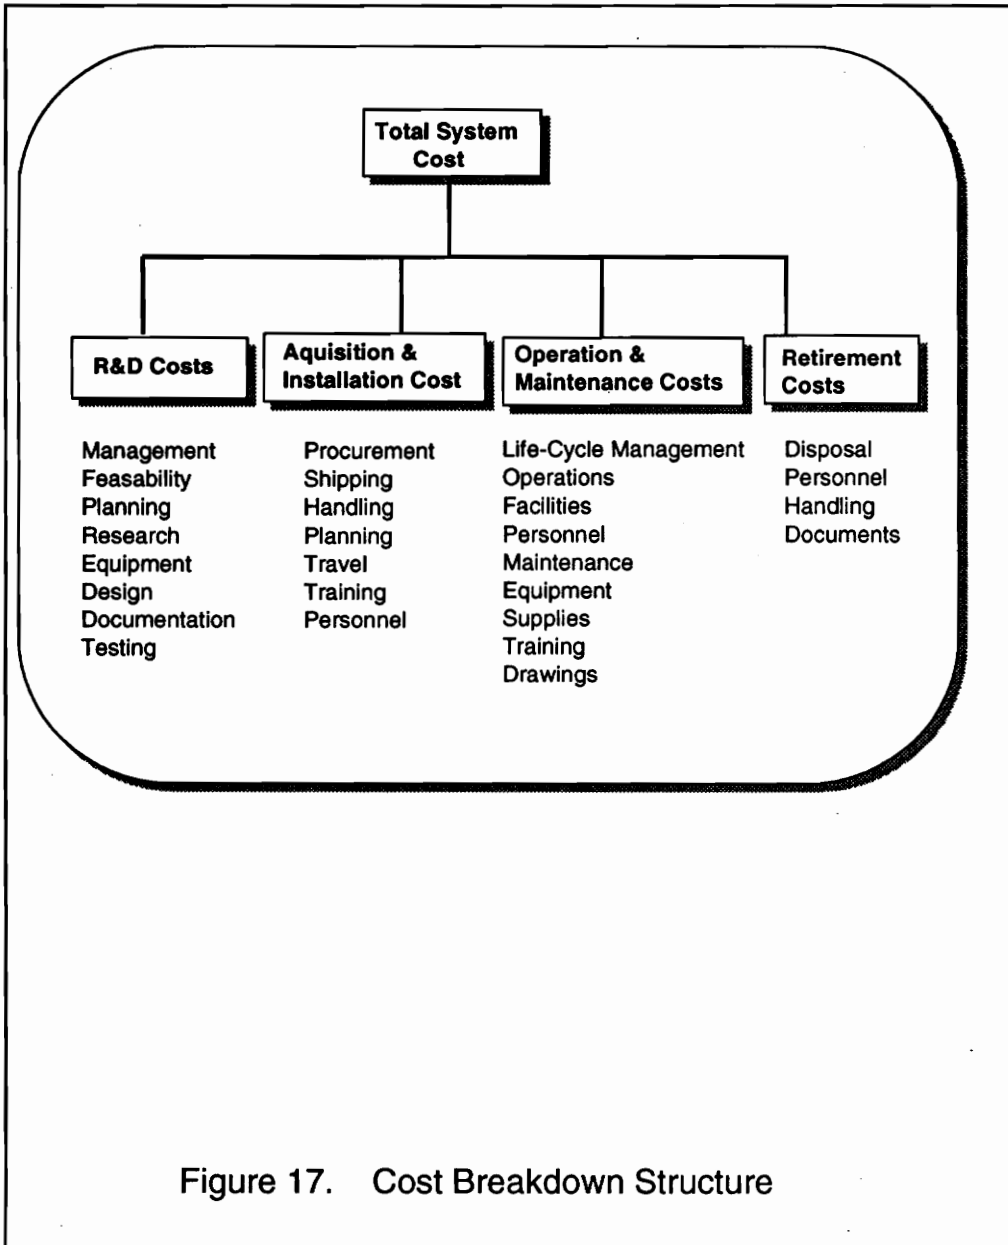 Total System
Cost
R&D Costs
Aquisition &
Installation Cost
Operation &
Maintenance Costs
Retirement
Costs
Management
Feasability
Planning
Research
Equipment
Design
Documentation
Testing
Procurement
Shipping
Handling
Planning
Travel
Training
Personnel
Life-Cycle Management
Operations
Facilities
Personnel
Maintenance
Equipment
Supplies
Training
Drawings
Disposal
Personnel
Handling
Documents
Figure 17. Cost Breakdown Structure